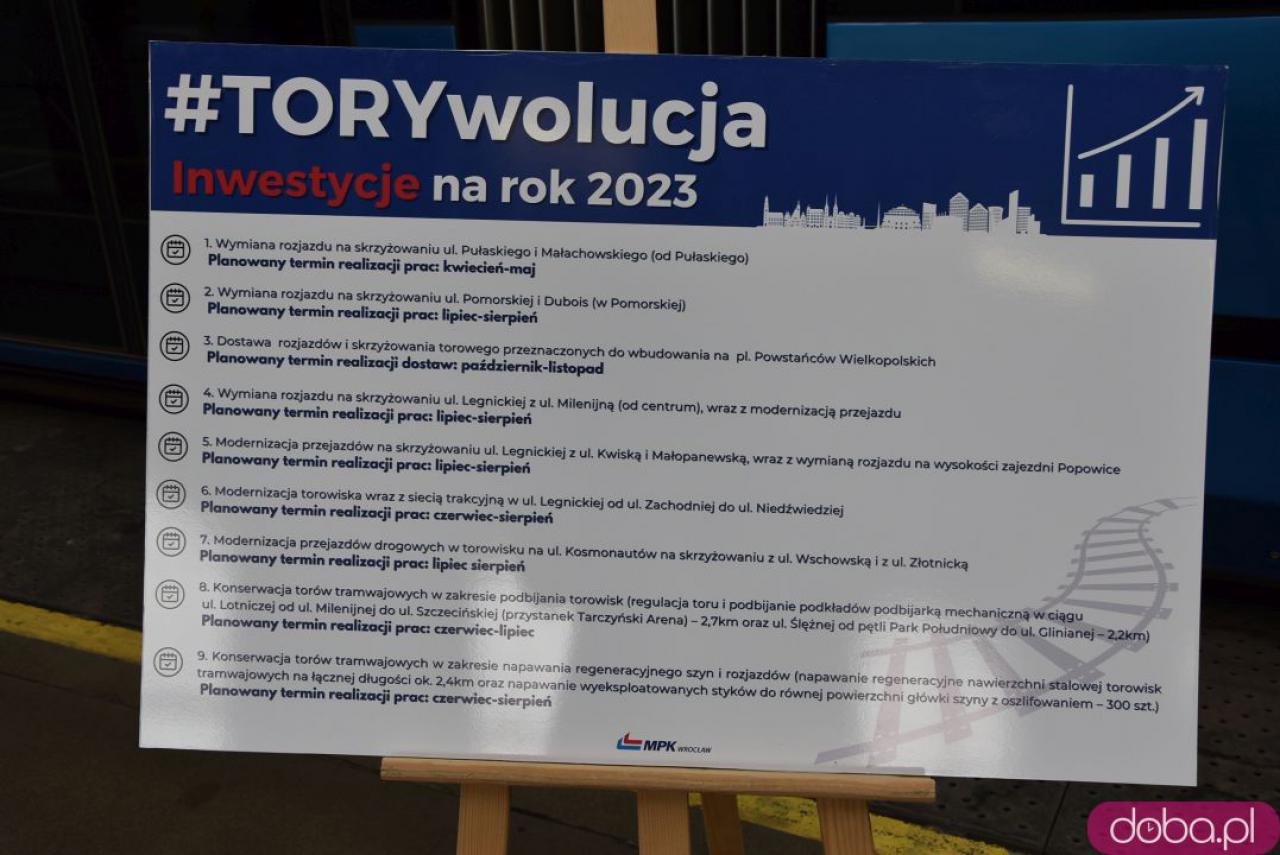 #TORYwolucja
Inwestycje na rok 2023
1. Wymiana rozjazdu na skrzyżowaniu ul. Pułaskiego i Małachowskiego (od Pułaskiego)
Planowany termin realizacji prac: kwiecień-maj
2. Wymiana rozjazdu na skrzyżowaniu ul. Pomorskiej i Dubois (w Pomorskiej)
Planowany termin realizacji prac: lipiec-sierpień
3. Dostawa rozjazdów i skrzyżowania torowego przeznaczonych do wbudowania na pl. Powstańców Wielkopolskich
Planowany termin realizacji dostaw: październik-listopad
4. Wymiana rozjazdu na skrzyżowaniu ul. Legnickiej z ul. Milenijną (od centrum), wraz z modernizacją przejazdu
Planowany termin realizacji prac: lipiec-sierpień
5. Modernizacja przejazdów na skrzyżowaniu ul. Legnickiej z ul. Kwiską i Małopanewską, wraz z wymianą rozjazdu na wysokości zajezdni Popowice
Planowany termin realizacji prac: lipiec-sierpień
6. Modernizacja torowiska wraz z siecią trakcyjną w ul. Legnickiej od ul. Zachodniej do ul. Niedźwiedziej
Planowany termin realizacji prac: czerwiec-sierpień
7. Modernizacja przejazdów drogowych w torowisku na ul. Kosmonautów na skrzyżowaniu z ul. Wschowską i z ul. Złotnicką
Planowany termin realizacji prac: lipiec sierpień
8. Konserwacja torów tramwajowych w zakresie podbijania torowisk (regulacja toru i podbijanie podkładów podbijarką mechaniczną w ciągu
ul. Lotniczej od ul. Milenijnej do ul. Szczecińskiej (przystanek Tarczyński Arena) – 2,7km oraz ul. Ślężnej od pętli Park Południowy do ul. Glinianej – 2,2km)
Planowany termin realizacji prac: czerwiec-lipiec
9. Konserwacja torów tramwajowych w zakresie napawania regeneracyjnego szyn i rozjazdów (napawanie regeneracyjne nawierzchni stalowej torowisk
tramwajowych na łącznej długości ok. 2,4km oraz napawanie wyeksploatowanych styków do równej powierzchni główki szyny z oszlifowaniem – 300 szt.)
Planowany termin realizacji prac: czerwiec-sierpień
MPK WROCŁAW
doba.pl